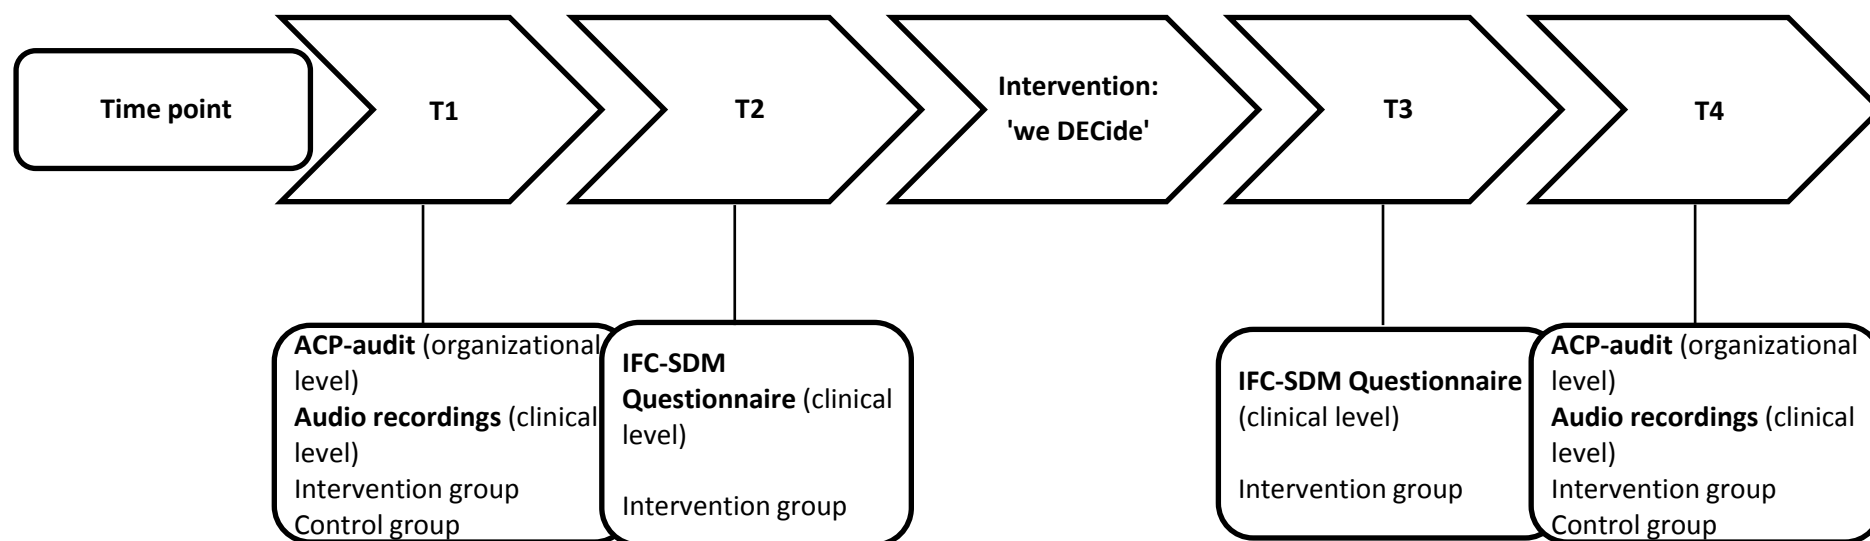 Time point
T1
T2
Intervention:
'we DECide'
T3
T4
ACP-audit (organizational
level)
Audio recordings (clinical
level)
Intervention group
Control group
IFC-SDM
Questionnaire (clinical
level)
Intervention group
IFC-SDM Questionnaire
(clinical level)
Intervention group
ACP-audit (organizational
level)
Audio recordings (clinical
level)
Intervention group
Control group